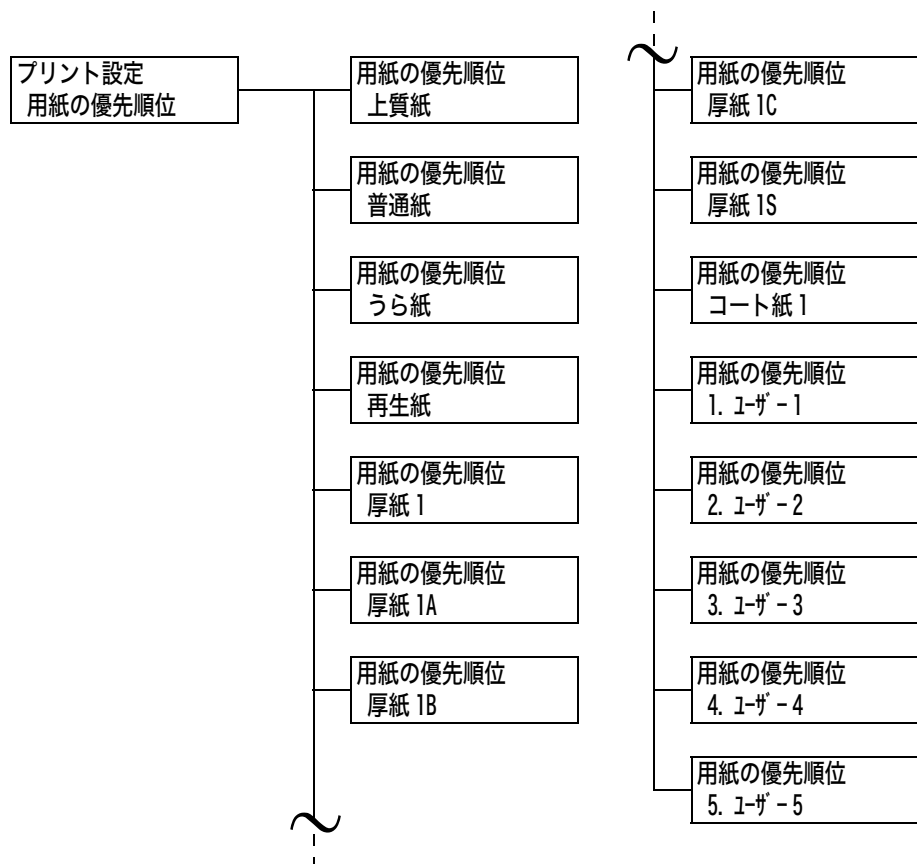 プリント設定
用紙の優先順位
用紙の優先順位
上質紙
用紙の優先順位
普通紙
用紙の優先順位
うら紙
用紙の優先順位
再生紙
用紙の優先順位
厚紙 1
用紙の優先順位
厚紙 1A
用紙の優先順位
厚紙 1B
用紙の優先順位
厚紙 1C
用紙の優先順位
厚紙 1S
用紙の優先順位
コート紙 1
用紙の優先順位
1. ﾕｰｻﾞｰ 1
用紙の優先順位
2. ﾕｰｻﾞｰ 2
用紙の優先順位
3. ﾕｰｻﾞｰ 3
用紙の優先順位
4. ﾕｰｻﾞｰ 4
用紙の優先順位
5. ﾕｰｻﾞｰ 5